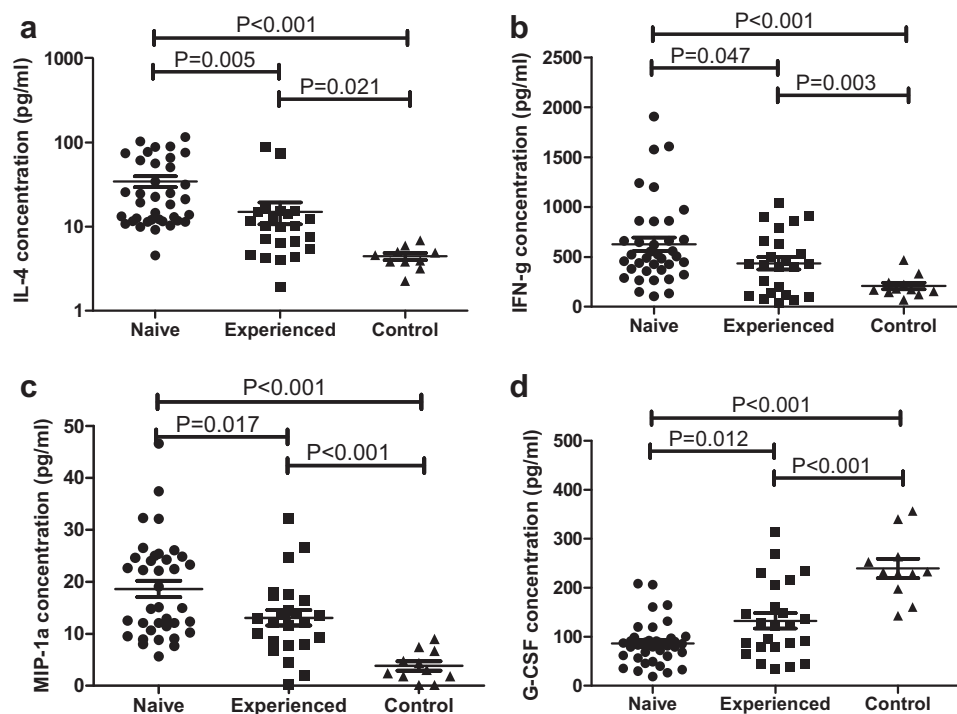 a
P<0.001
P=0.005
P=0.021
IL-4 concentration (pg/ml)
1000
100
10
1
Naive Experienced Control
b
P<0.001
P=0.047
P=0.003
IFN-g concentration (pg/ml)
2500
2000
1500
1000
500
0
Naive Experienced Control
c
P<0.001
P=0.017
P<0.001
MIP-1a concentration (pg/ml)
50
40
30
20
10
0
Naive Experienced Control
d
P<0.001
P=0.012
P<0.001
G-CSF concentration (pg/ml)
500
400
300
200
100
0
Naive Experienced Control